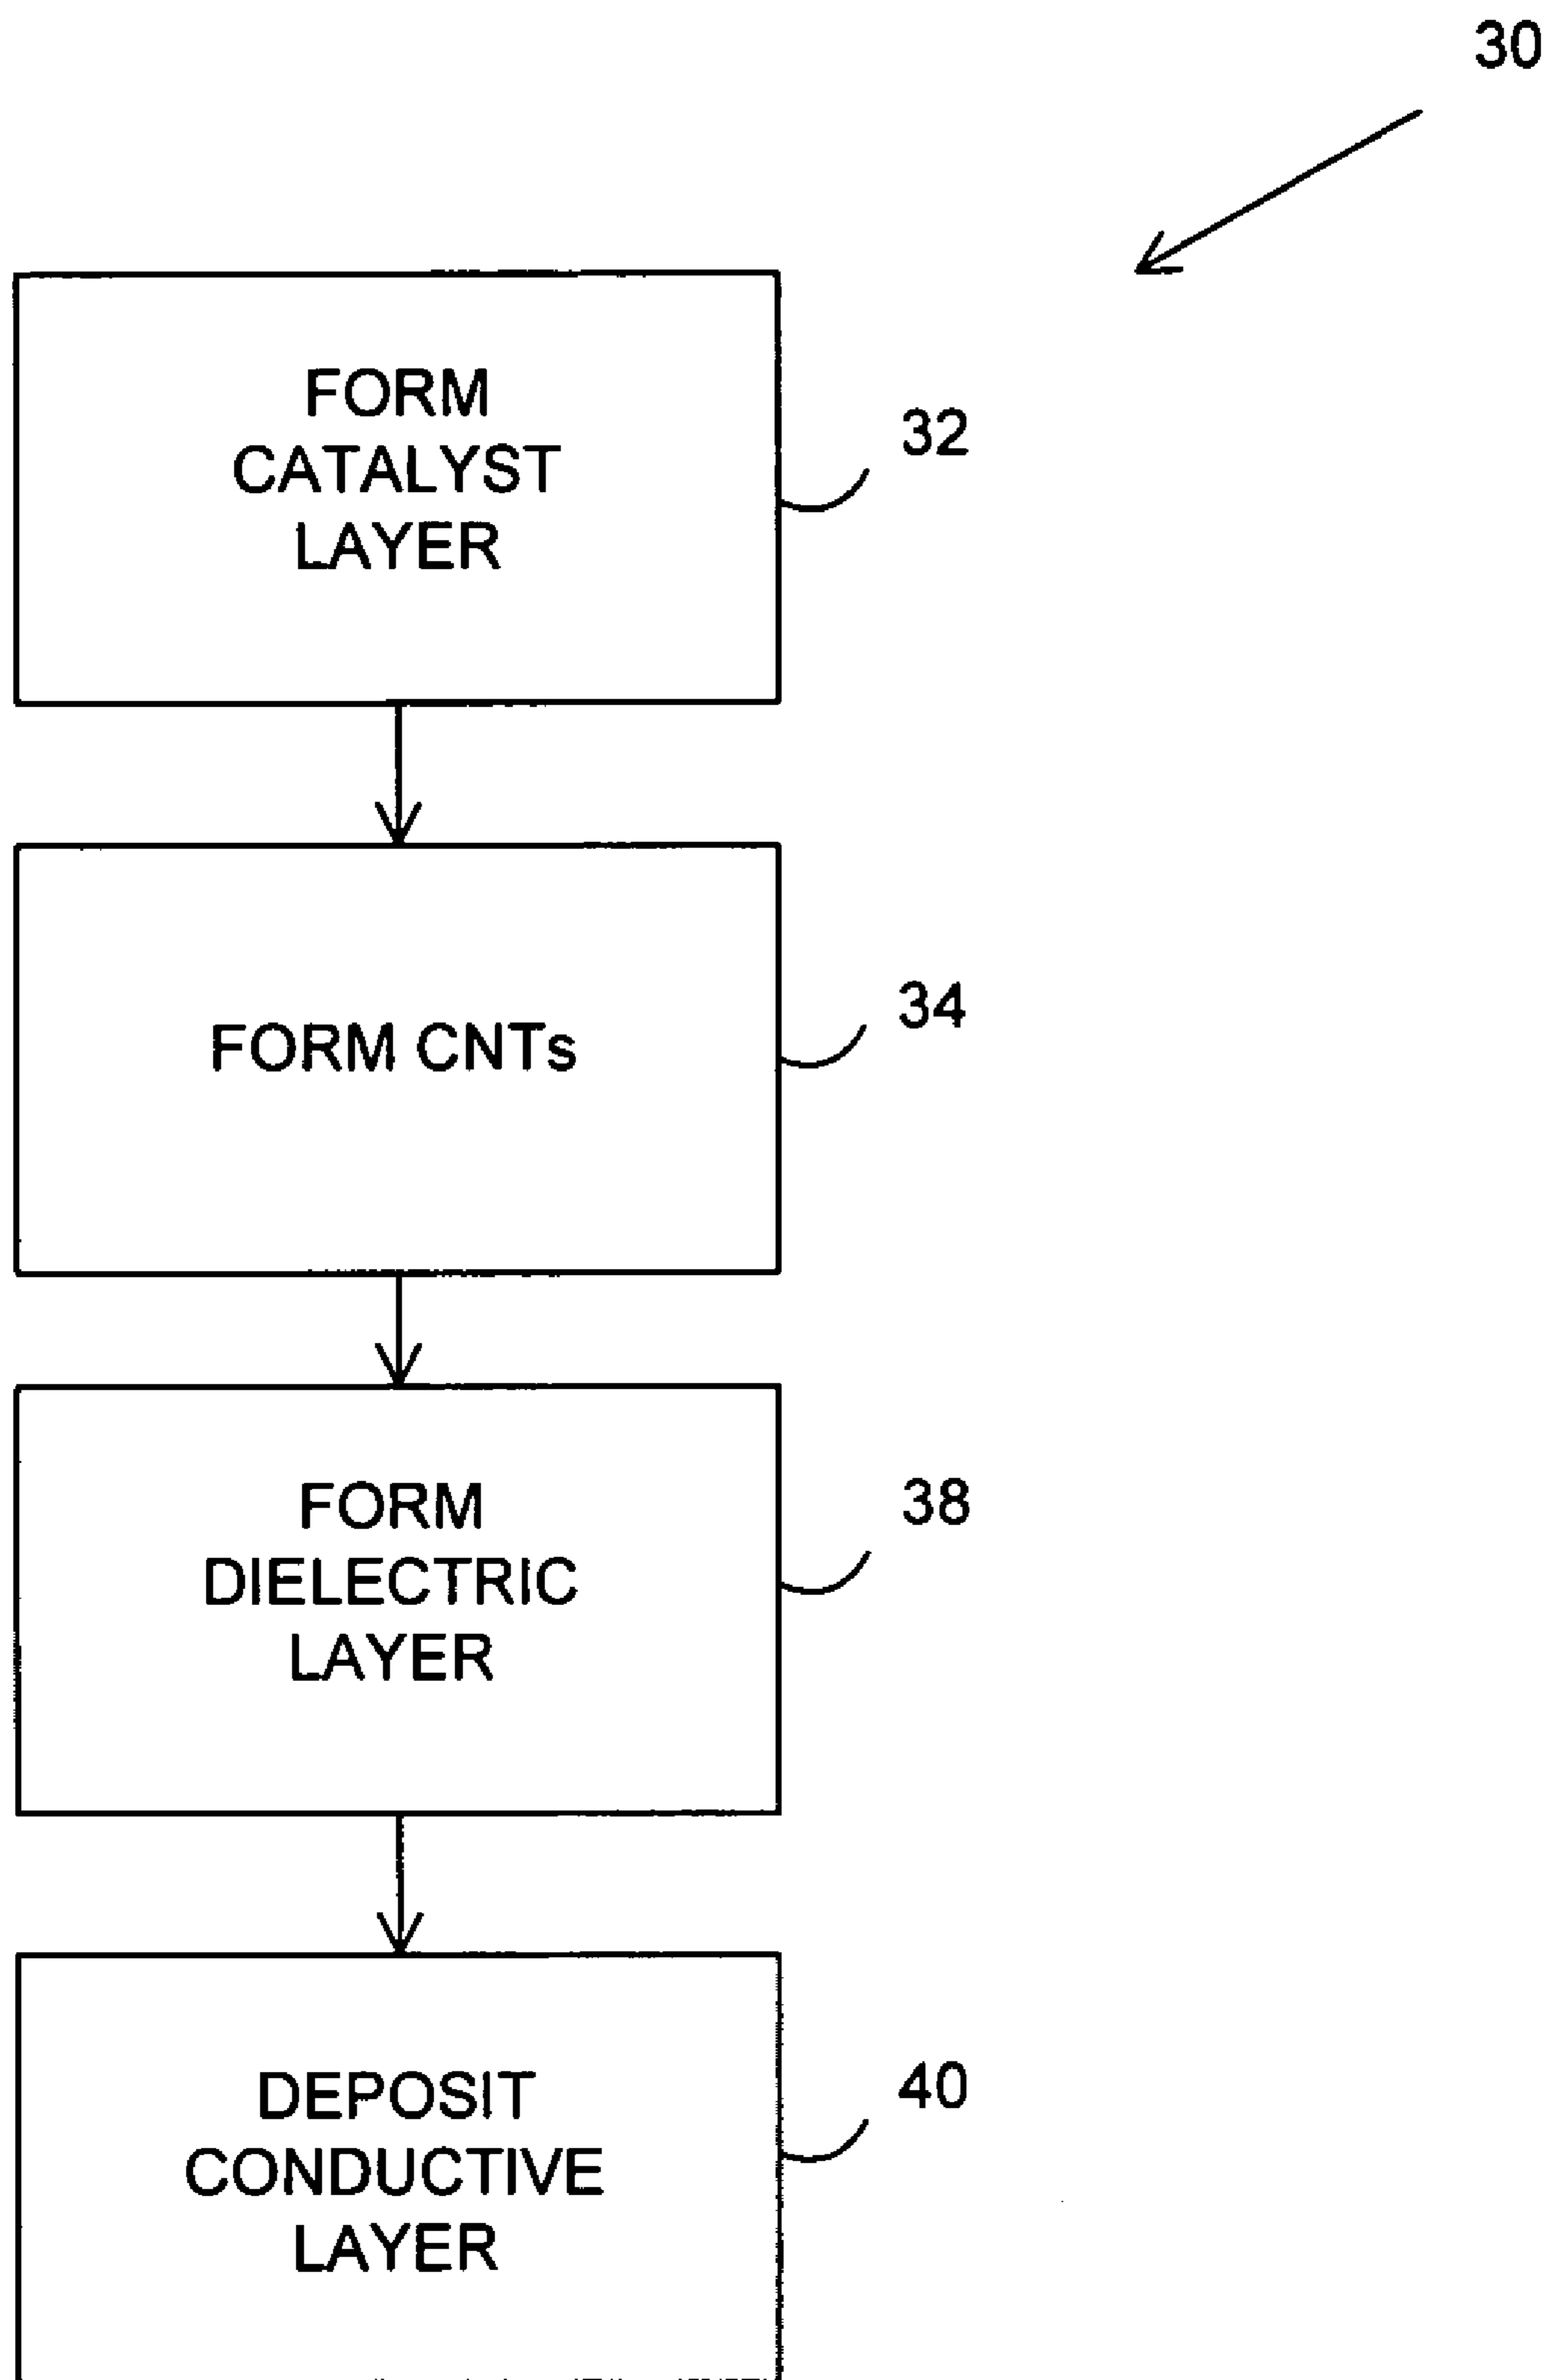 30
FORM
CATALYST
LAYER
32
FORM CNTs
34
FORM
DIELECTRIC
LAYER
38
DEPOSIT
CONDUCTIVE
LAYER
40